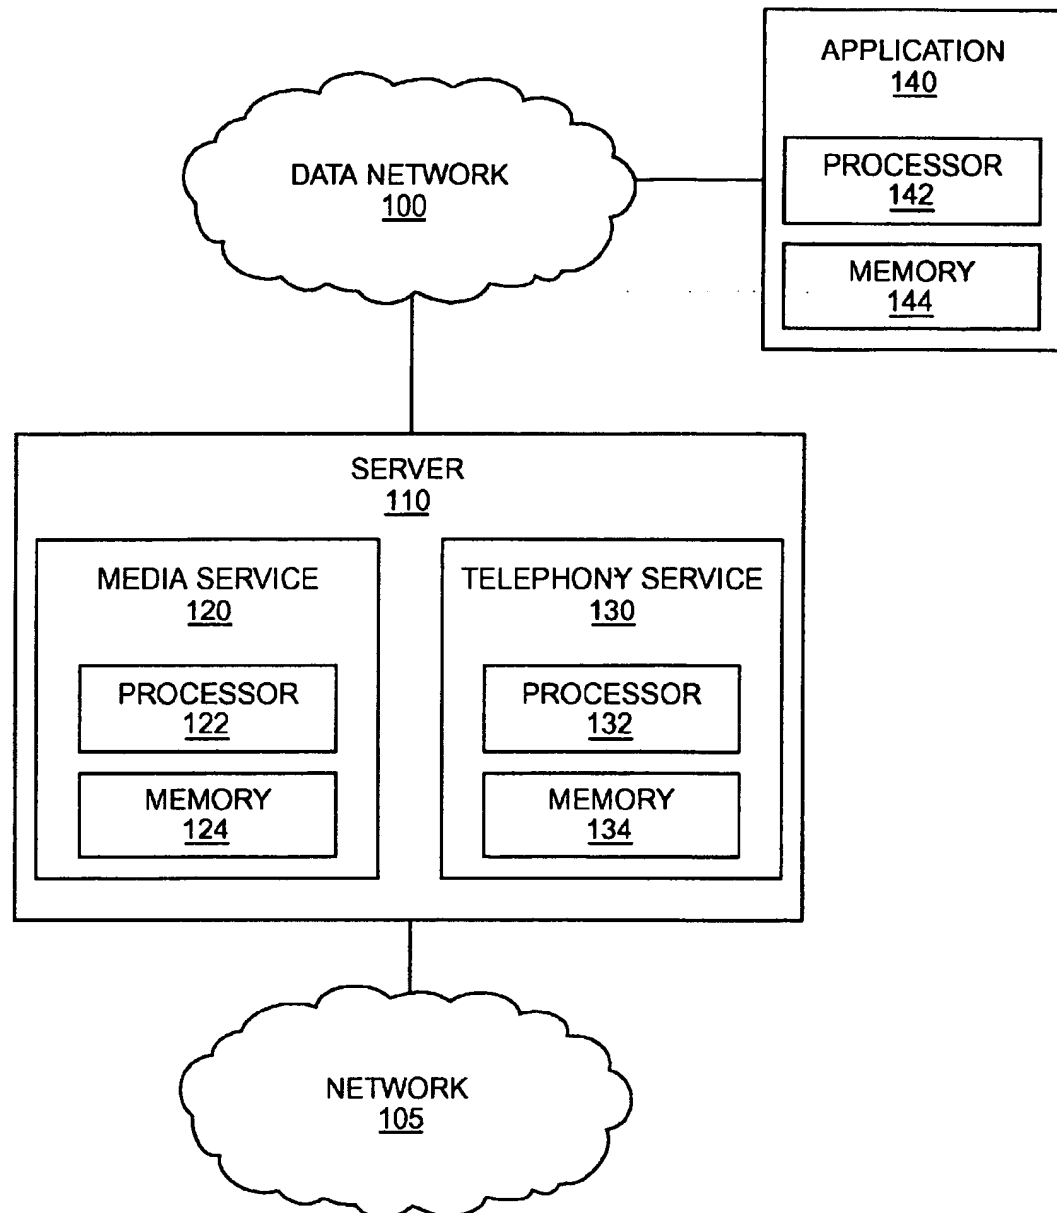 APPLICATION
140
PROCESSOR
142
MEMORY
144
DATA NETWORK
100
SERVER
110
MEDIA SERVICE
120
PROCESSOR
122
MEMORY
124
TELEPHONY SERVICE
130
PROCESSOR
132
MEMORY
134
NETWORK
105